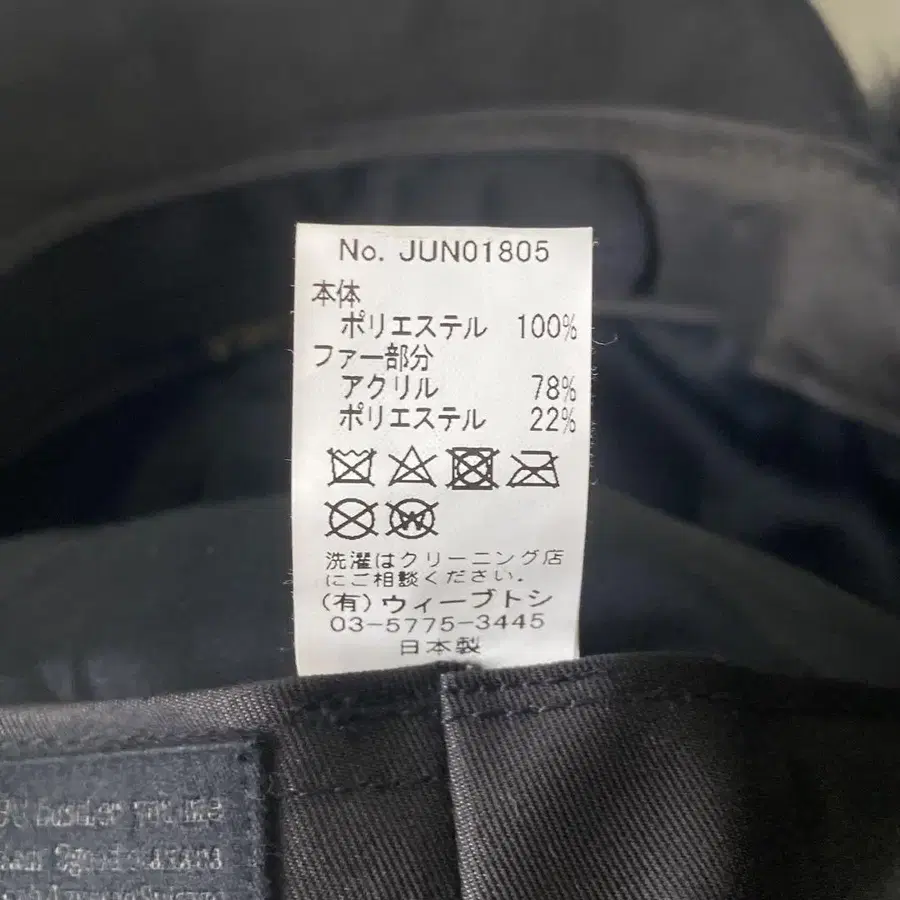 No. JUN01805
本体
ポリエステル 100%
ファー部分
アクリル 78%
ポリエステル 22%
洗濯はクリーニング店
にご相談ください.
(有)ウィーブトシ
03-5775-3445
日本製